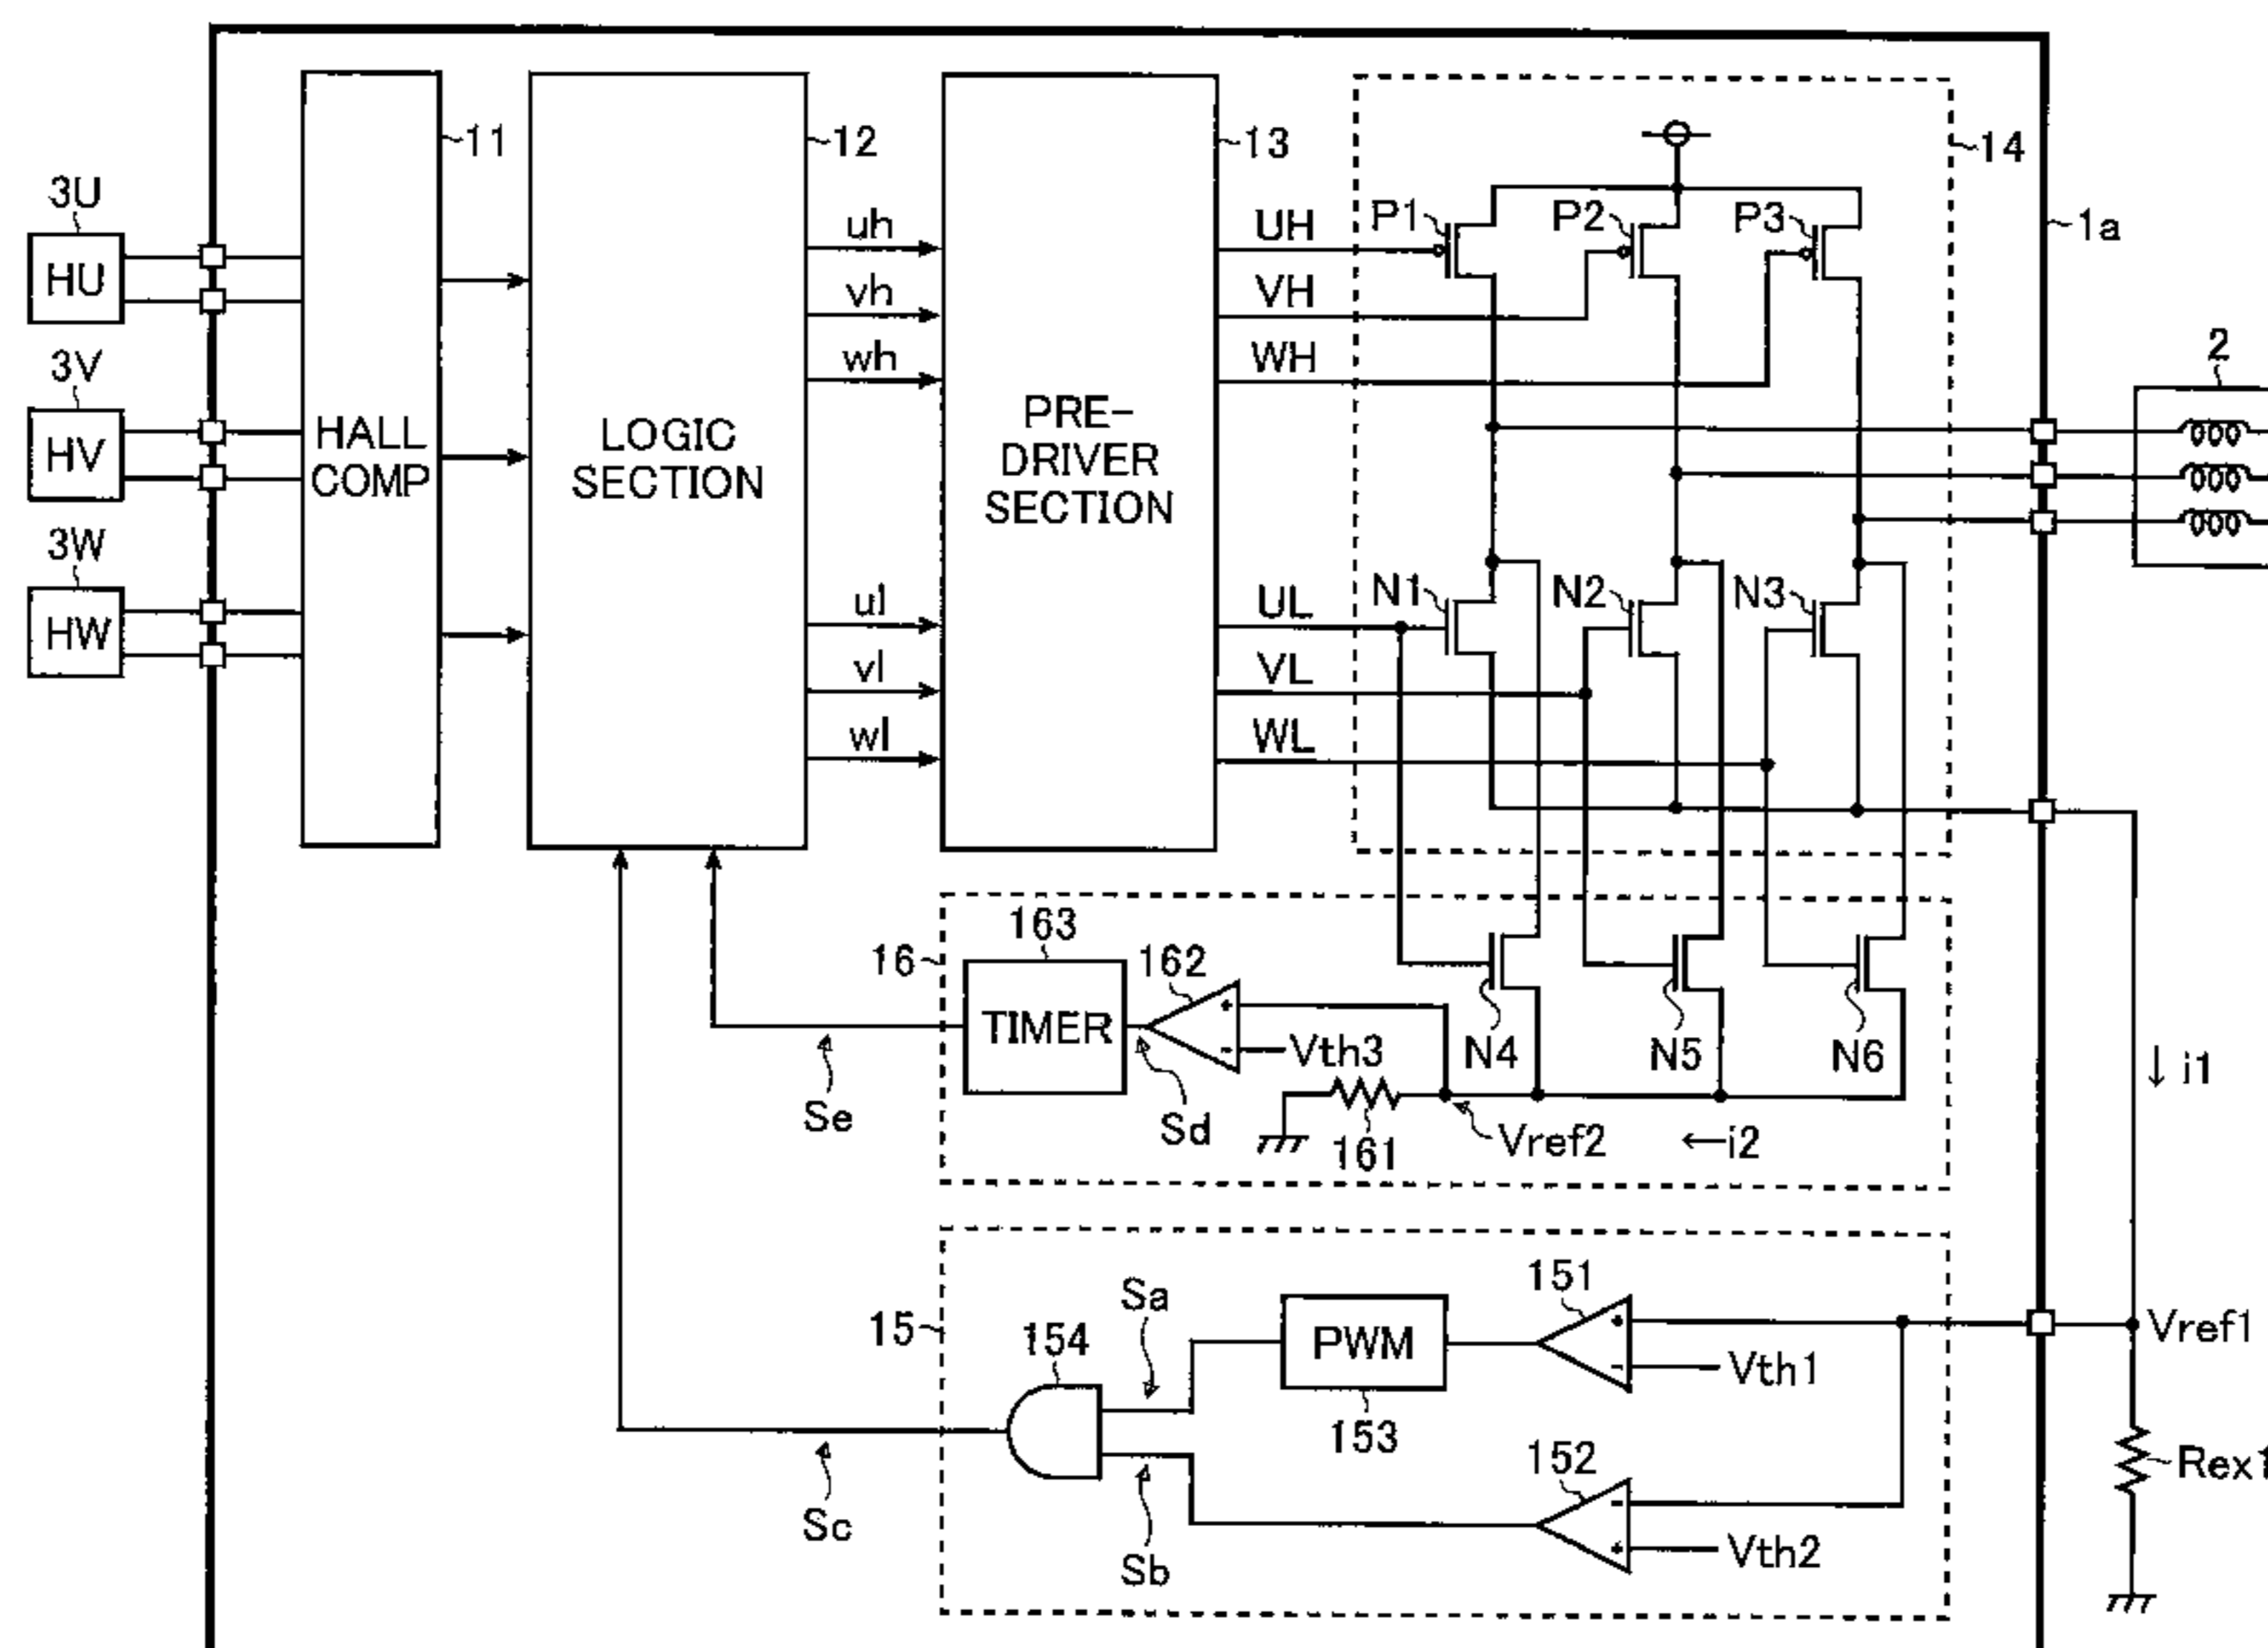 11
12
13
14
1a
3U
HU
3V
HV
3W
HW
HALL
COMP
LOGIC
SECTION
PRE-
DRIVER
SECTION
uh
vh
wh
ul
vl
wl
UH
VH
WH
UL
VL
WL
P1
P2
P3
N1
N2
N3
2
16
163
TIMER
162
Vth3
N4
N5
N6
Se
Sd
161
Vref2
←i2
↓ i1
15
154
Sa
PWM
153
151
Vth1
Vref1
152
Vth2
Sb
Sc
Rex1